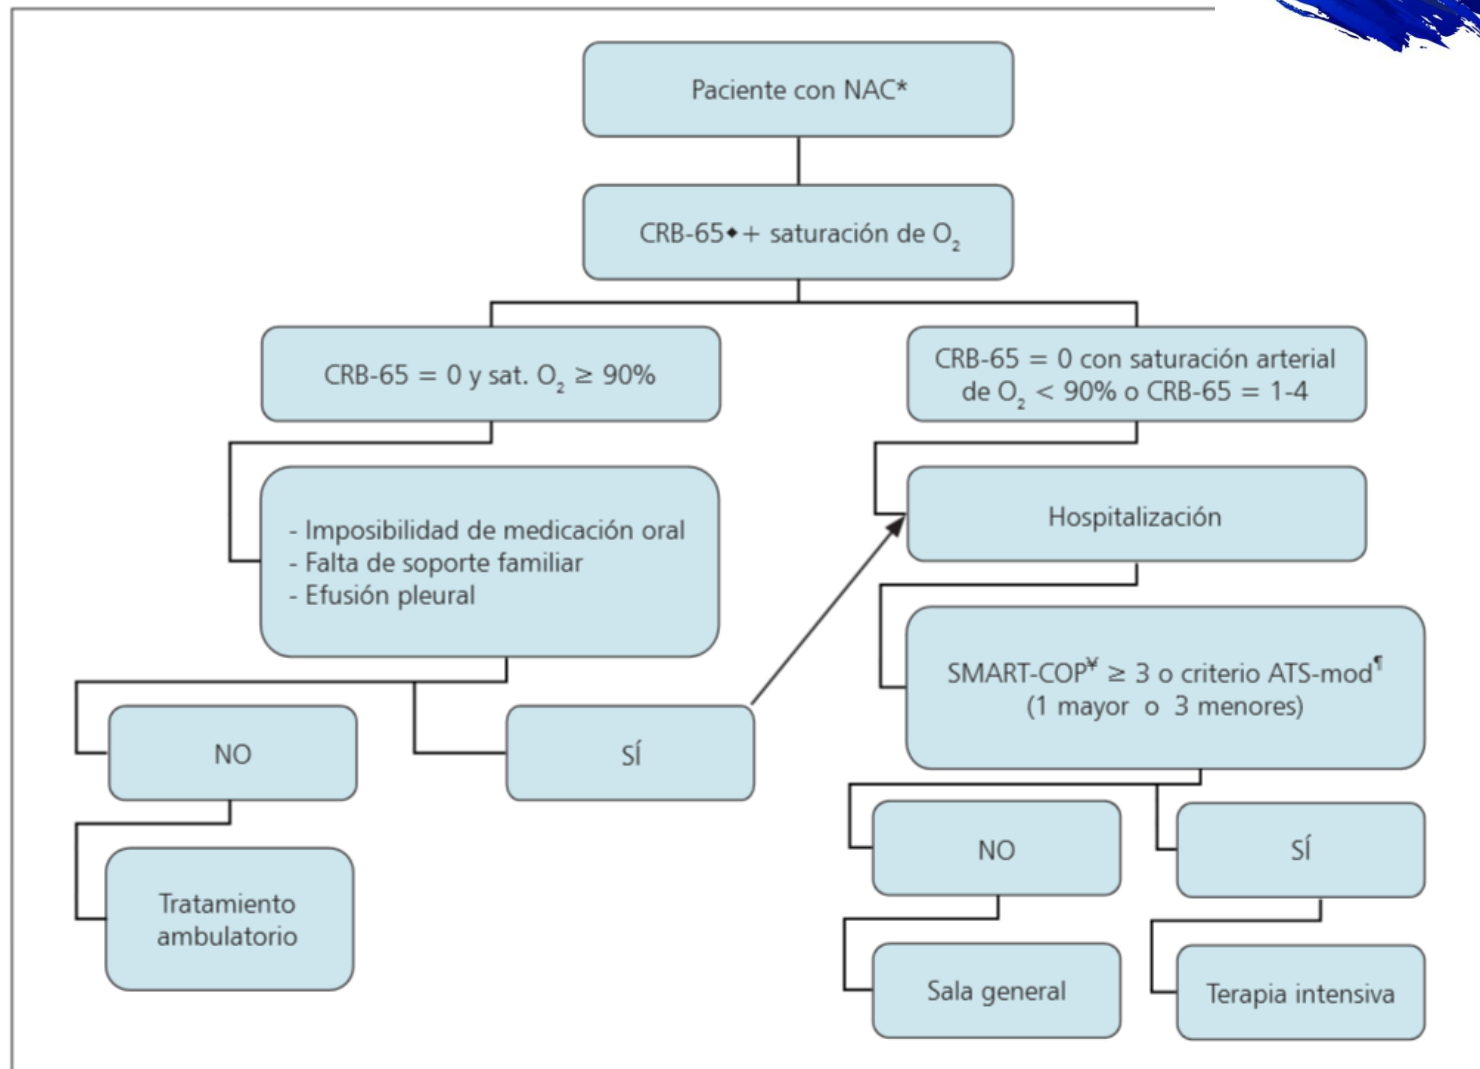 Paciente con NAC*
CRB-65◆+ saturación de O₂
CRB-65 = 0 y sat. O₂ ≥ 90%
CRB-65 = 0 con saturación arterial
de O₂ < 90% o CRB-65 = 1-4
- Imposibilidad de medicación oral
- Falta de soporte familiar
- Efusión pleural
Hospitalización
SMART-COP¥ ≥ 3 o criterio ATS-mod¶
(1 mayor o 3 menores)
NO
SÍ
Tratamiento
ambulatorio
NO
SÍ
Sala general
Terapia intensiva